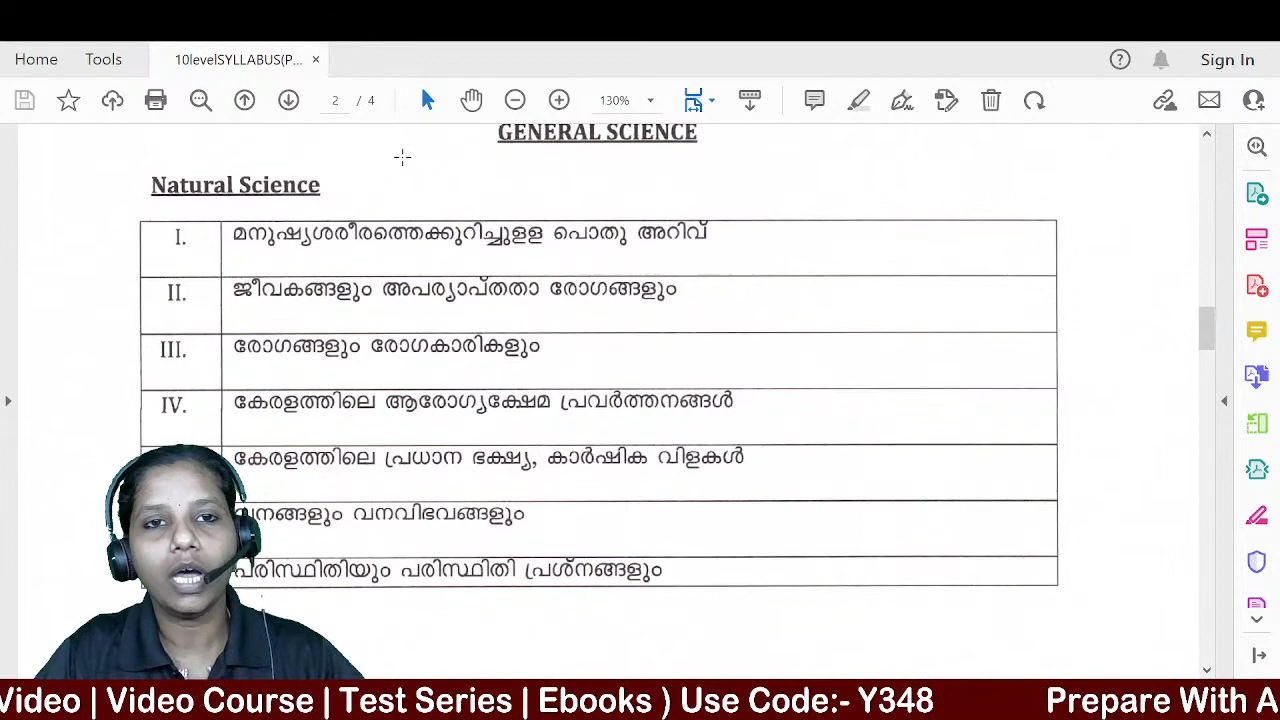 Home Tools 10levelSYLLABUS(P... × Sign In
2 / 4 130%
GENERAL SCIENCE
Natural Science
I. മനുഷ്യശരീരത്തെക്കുറിച്ചുളള പൊതു അറിവ്
II. ജീവകങ്ങളും അപര്യാപ്തതാ രോഗങ്ങളും
III. രോഗങ്ങളും രോഗകാരികളും
IV. കേരളത്തിലെ ആരോഗ്യക്ഷേമ പ്രവർത്തനങ്ങൾ
കേരളത്തിലെ പ്രധാന ഭക്ഷ്യ, കാർഷിക വിളകൾ
വനങ്ങളും വനവിഭവങ്ങളും
പരിസ്ഥിതിയും പരിസ്ഥിതി പ്രശ്നങ്ങളും
Video | Video Course | Test Series | Ebooks ) Use Code:- Y348 Prepare With A